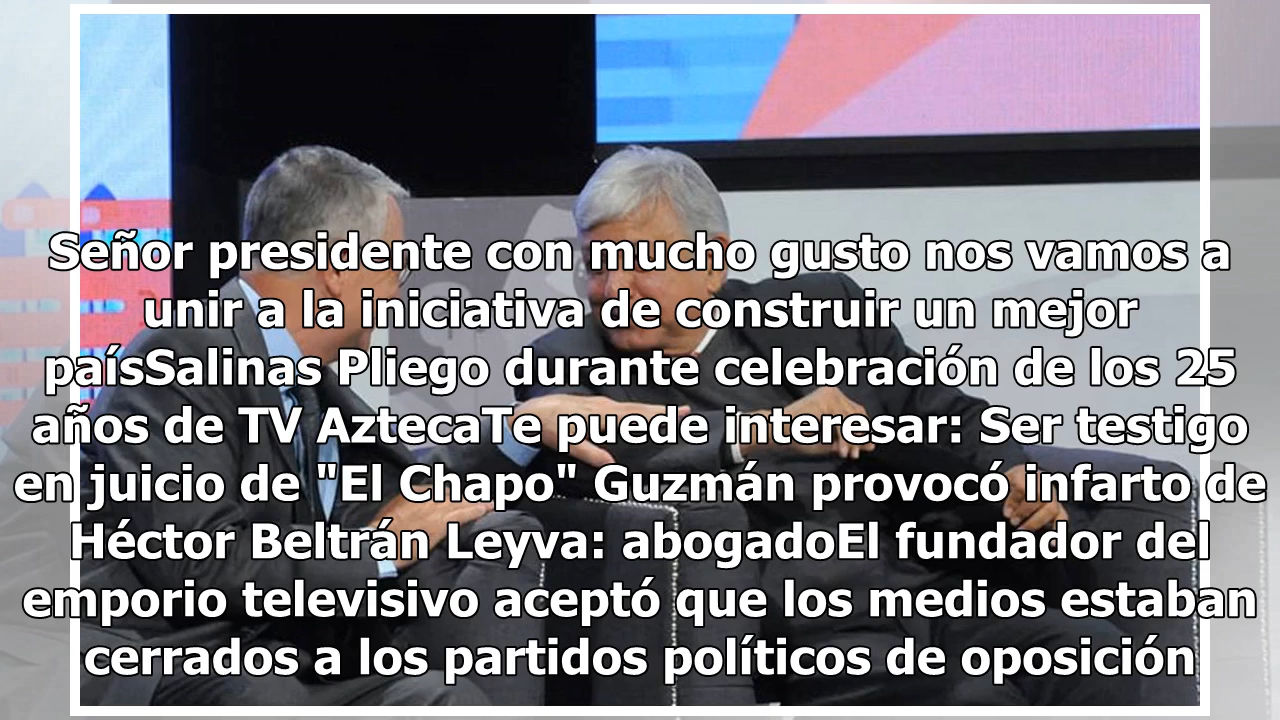 Señor presidente con mucho gusto nos vamos a
unir a la iniciativa de construir un mejor
paísSalinas Pliego durante celebración de los 25
años de TV AztecaTe puede interesar: Ser testigo
en juicio de "El Chapo" Guzmán provocó infarto de
Héctor Beltrán Leyva: abogadoEl fundador del
emporio televisivo aceptó que los medios estaban
cerrados a los partidos políticos de oposición